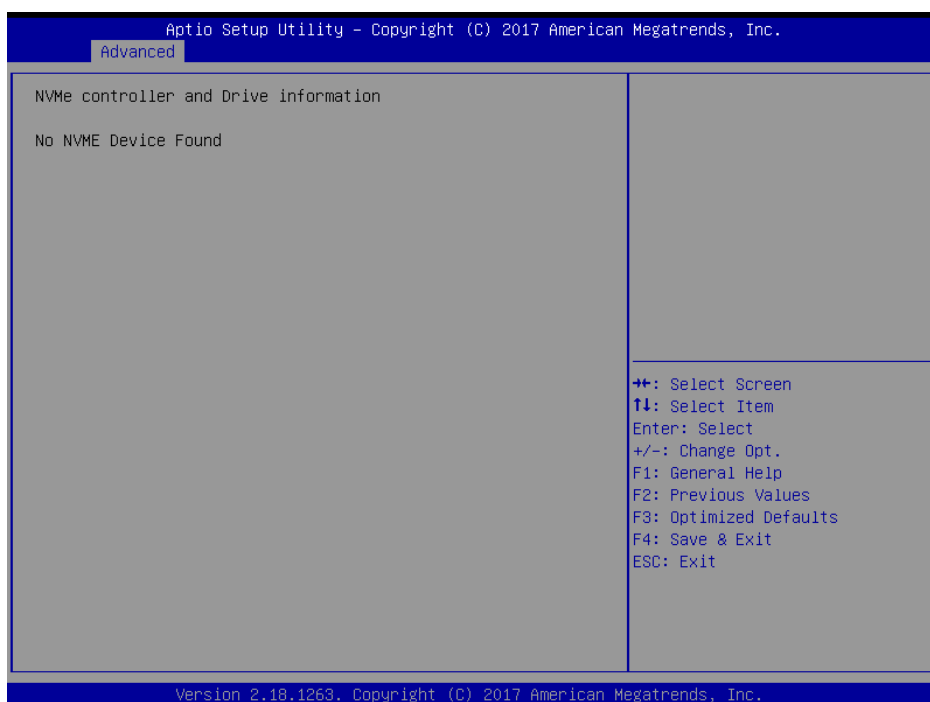 Aptio Setup Utility – Copyright (C) 2017 American Megatrends, Inc.
Advanced
NVMe controller and Drive information
No NVME Device Found
→←: Select Screen
↑↓: Select Item
Enter: Select
+/-: Change Opt.
F1: General Help
F2: Previous Values
F3: Optimized Defaults
F4: Save & Exit
ESC: Exit
Version 2.18.1263. Copyright (C) 2017 American Megatrends, Inc.